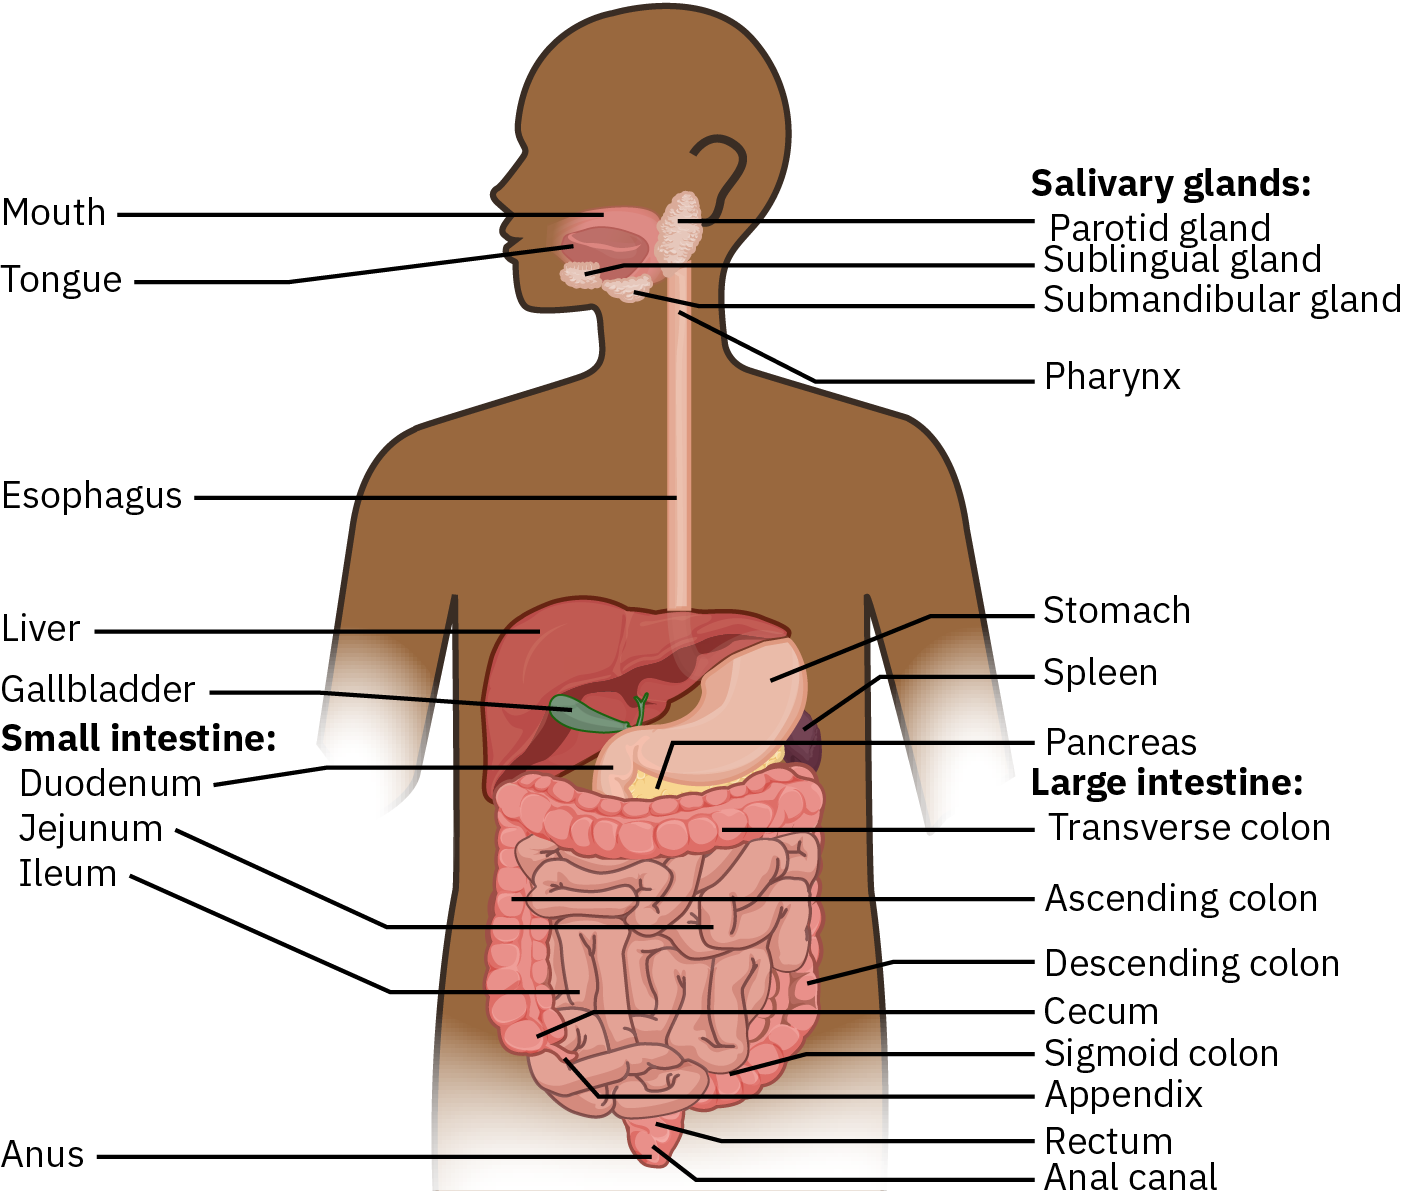 Mouth
Tongue
Esophagus
Liver
Gallbladder
Small intestine:
Duodenum
Jejunum
Ileum
Anus
Salivary glands:
Parotid gland
Sublingual gland
Submandibular gland
Pharynx
Stomach
Spleen
Pancreas
Large intestine:
Transverse colon
Ascending colon
Descending colon
Cecum
Sigmoid colon
Appendix
Rectum
Anal canal